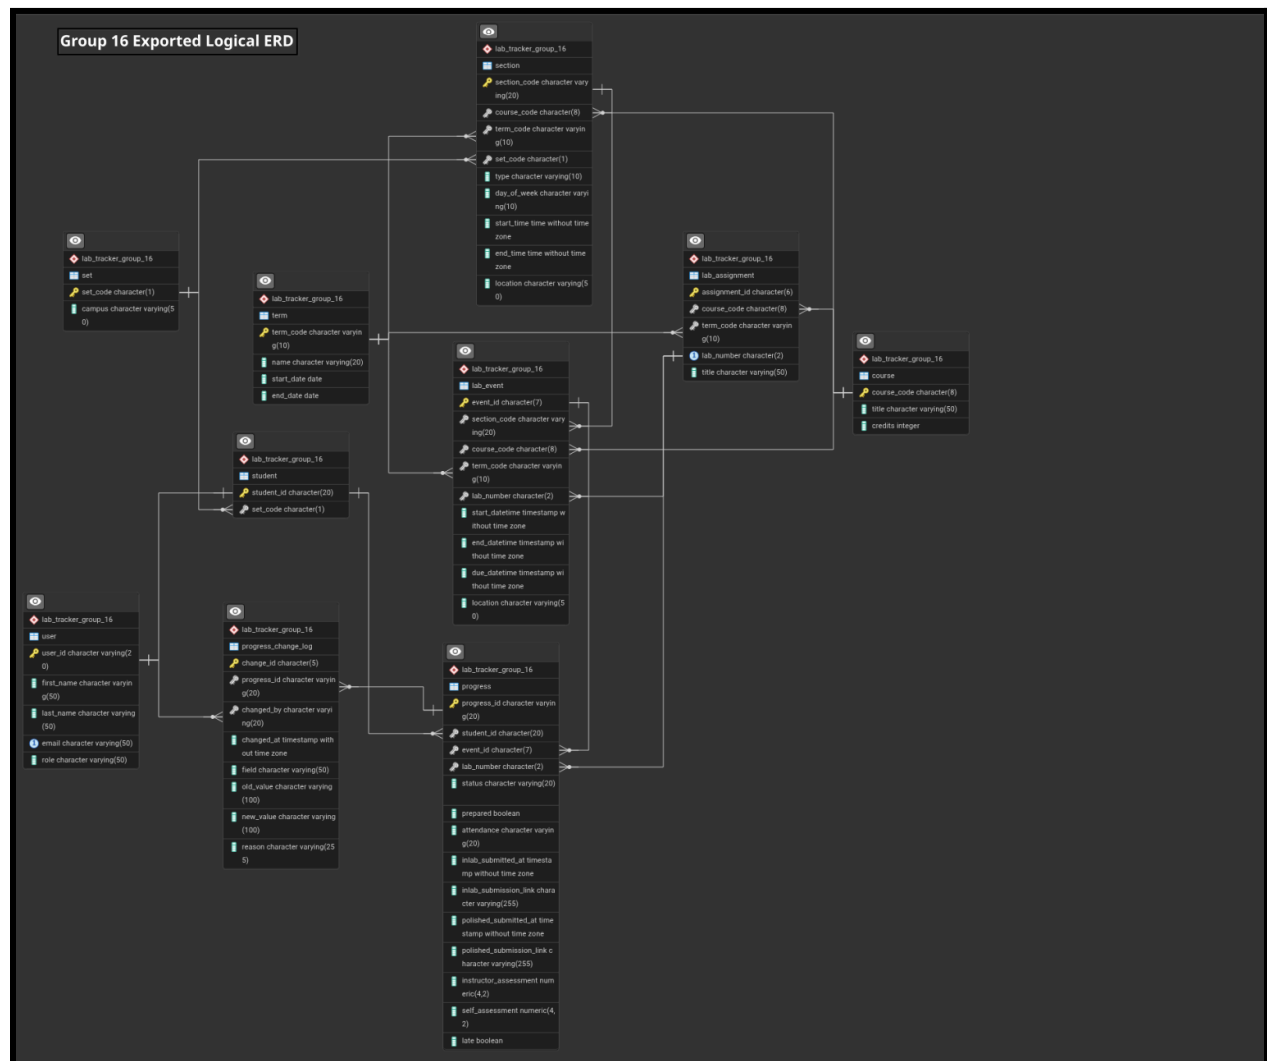 Group 16 Exported Logical ERD
lab_tracker_group_16
section
section_code character vary
ing(20)
course_code character(8)
term_code character varyin
g(10)
set_code character(1)
type character varying(10)
day_of_week character varyi
ng(10)
start_time time without time
zone
end_time time without time
zone
location character varying(5
0)
lab_tracker_group_16
set
set_code character(1)
campus character varying(5
0)
lab_tracker_group_16
term
term_code character varyin
g(10)
name character varying(20)
start_date date
end_date date
lab_tracker_group_16
lab_assignment
assignment_id character(6)
course_code character(8)
term_code character varyin
g(10)
lab_number character(2)
title character varying(50)
lab_tracker_group_16
course
course_code character(8)
title character varying(50)
credits integer
lab_tracker_group_16
lab_event
event_id character(7)
section_code character vary
ing(20)
course_code character(8)
term_code character varyin
g(10)
lab_number character(2)
start_datetime timestamp w
ithout time zone
end_datetime timestamp wi
thout time zone
due_datetime timestamp wi
thout time zone
location character varying(5
0)
lab_tracker_group_16
student
student_id character(20)
set_code character(1)
lab_tracker_group_16
user
user_id character varying(2
0)
first_name character varyin
g(50)
last_name character varying
(50)
email character varying(50)
role character varying(50)
lab_tracker_group_16
progress_change_log
change_id character(5)
progress_id character varyin
g(20)
changed_by character varyi
ng(20)
changed_at timestamp with
out time zone
field character varying(50)
old_value character varying
(100)
new_value character varying
(100)
reason character varying(25
5)
lab_tracker_group_16
progress
progress_id character varyin
g(20)
student_id character(20)
event_id character(7)
lab_number character(2)
status character varying(20)
prepared boolean
attendance character varyin
g(20)
inlab_submitted_at timesta
mp without time zone
inlab_submission_link chara
cter varying(255)
polished_submitted_at time
stamp without time zone
polished_submission_link c
haracter varying(255)
instructor_assessment num
eric(4,2)
self_assessment numeric(4,
2)
late boolean